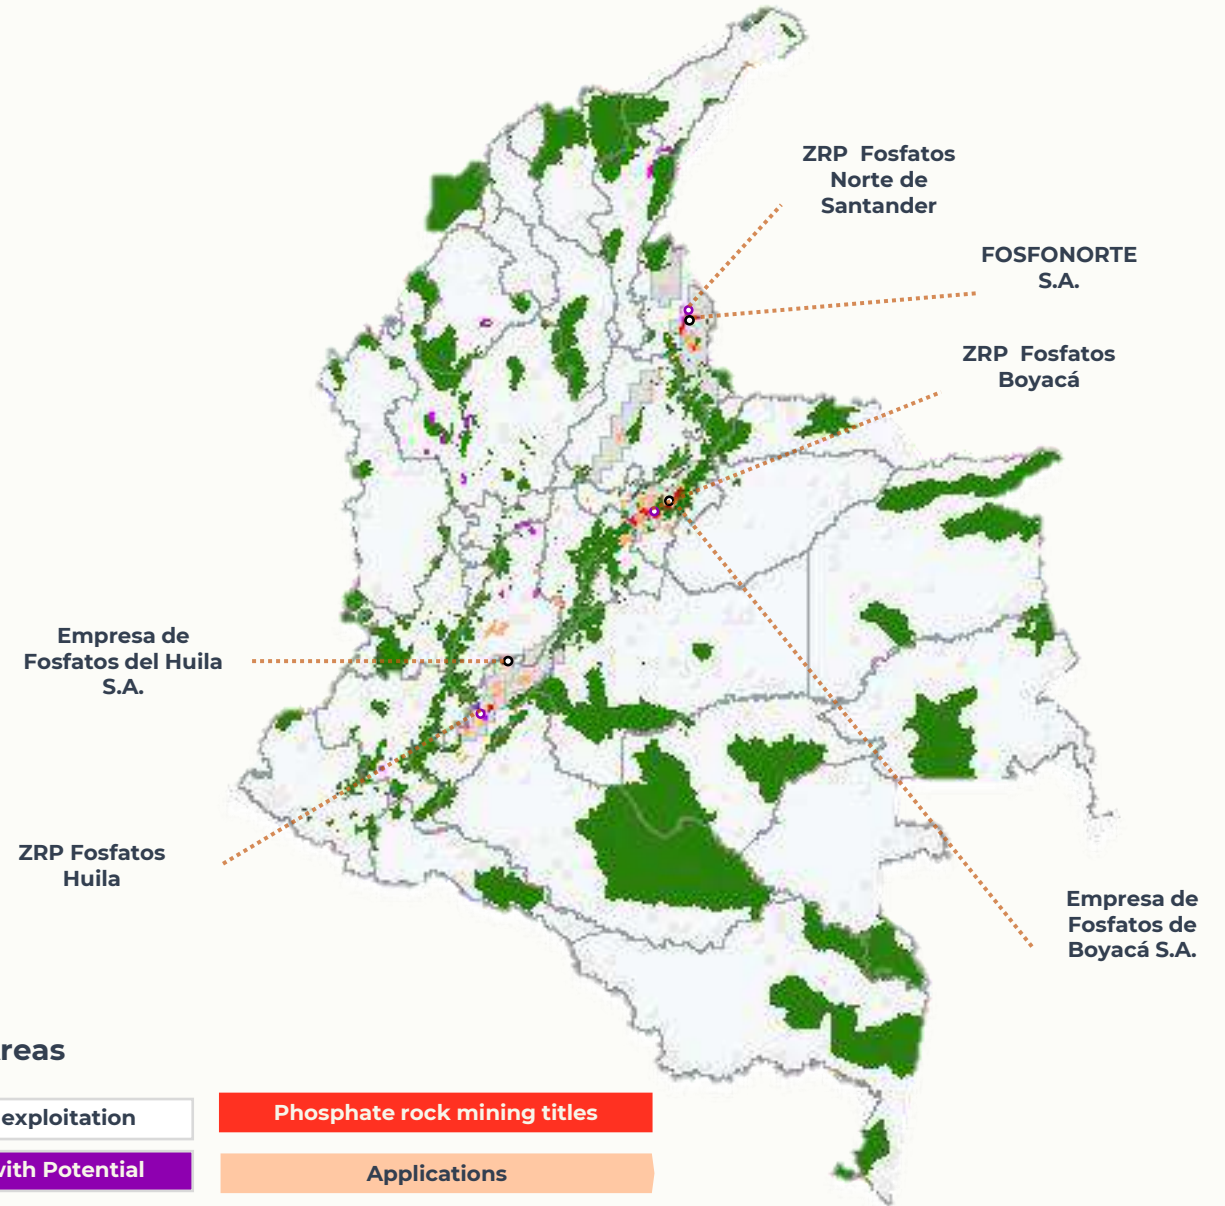 ZRP Fosfatos
Norte de
Santander
FOSFONORTE
S.A.
ZRP Fosfatos
Boyacá
Empresa de
Fosfatos del Huila
S.A.
ZRP Fosfatos
Huila
Empresa de
Fosfatos de
Boyacá S.A.
reas
exploitation
Phosphate rock mining titles
with Potential
Applications